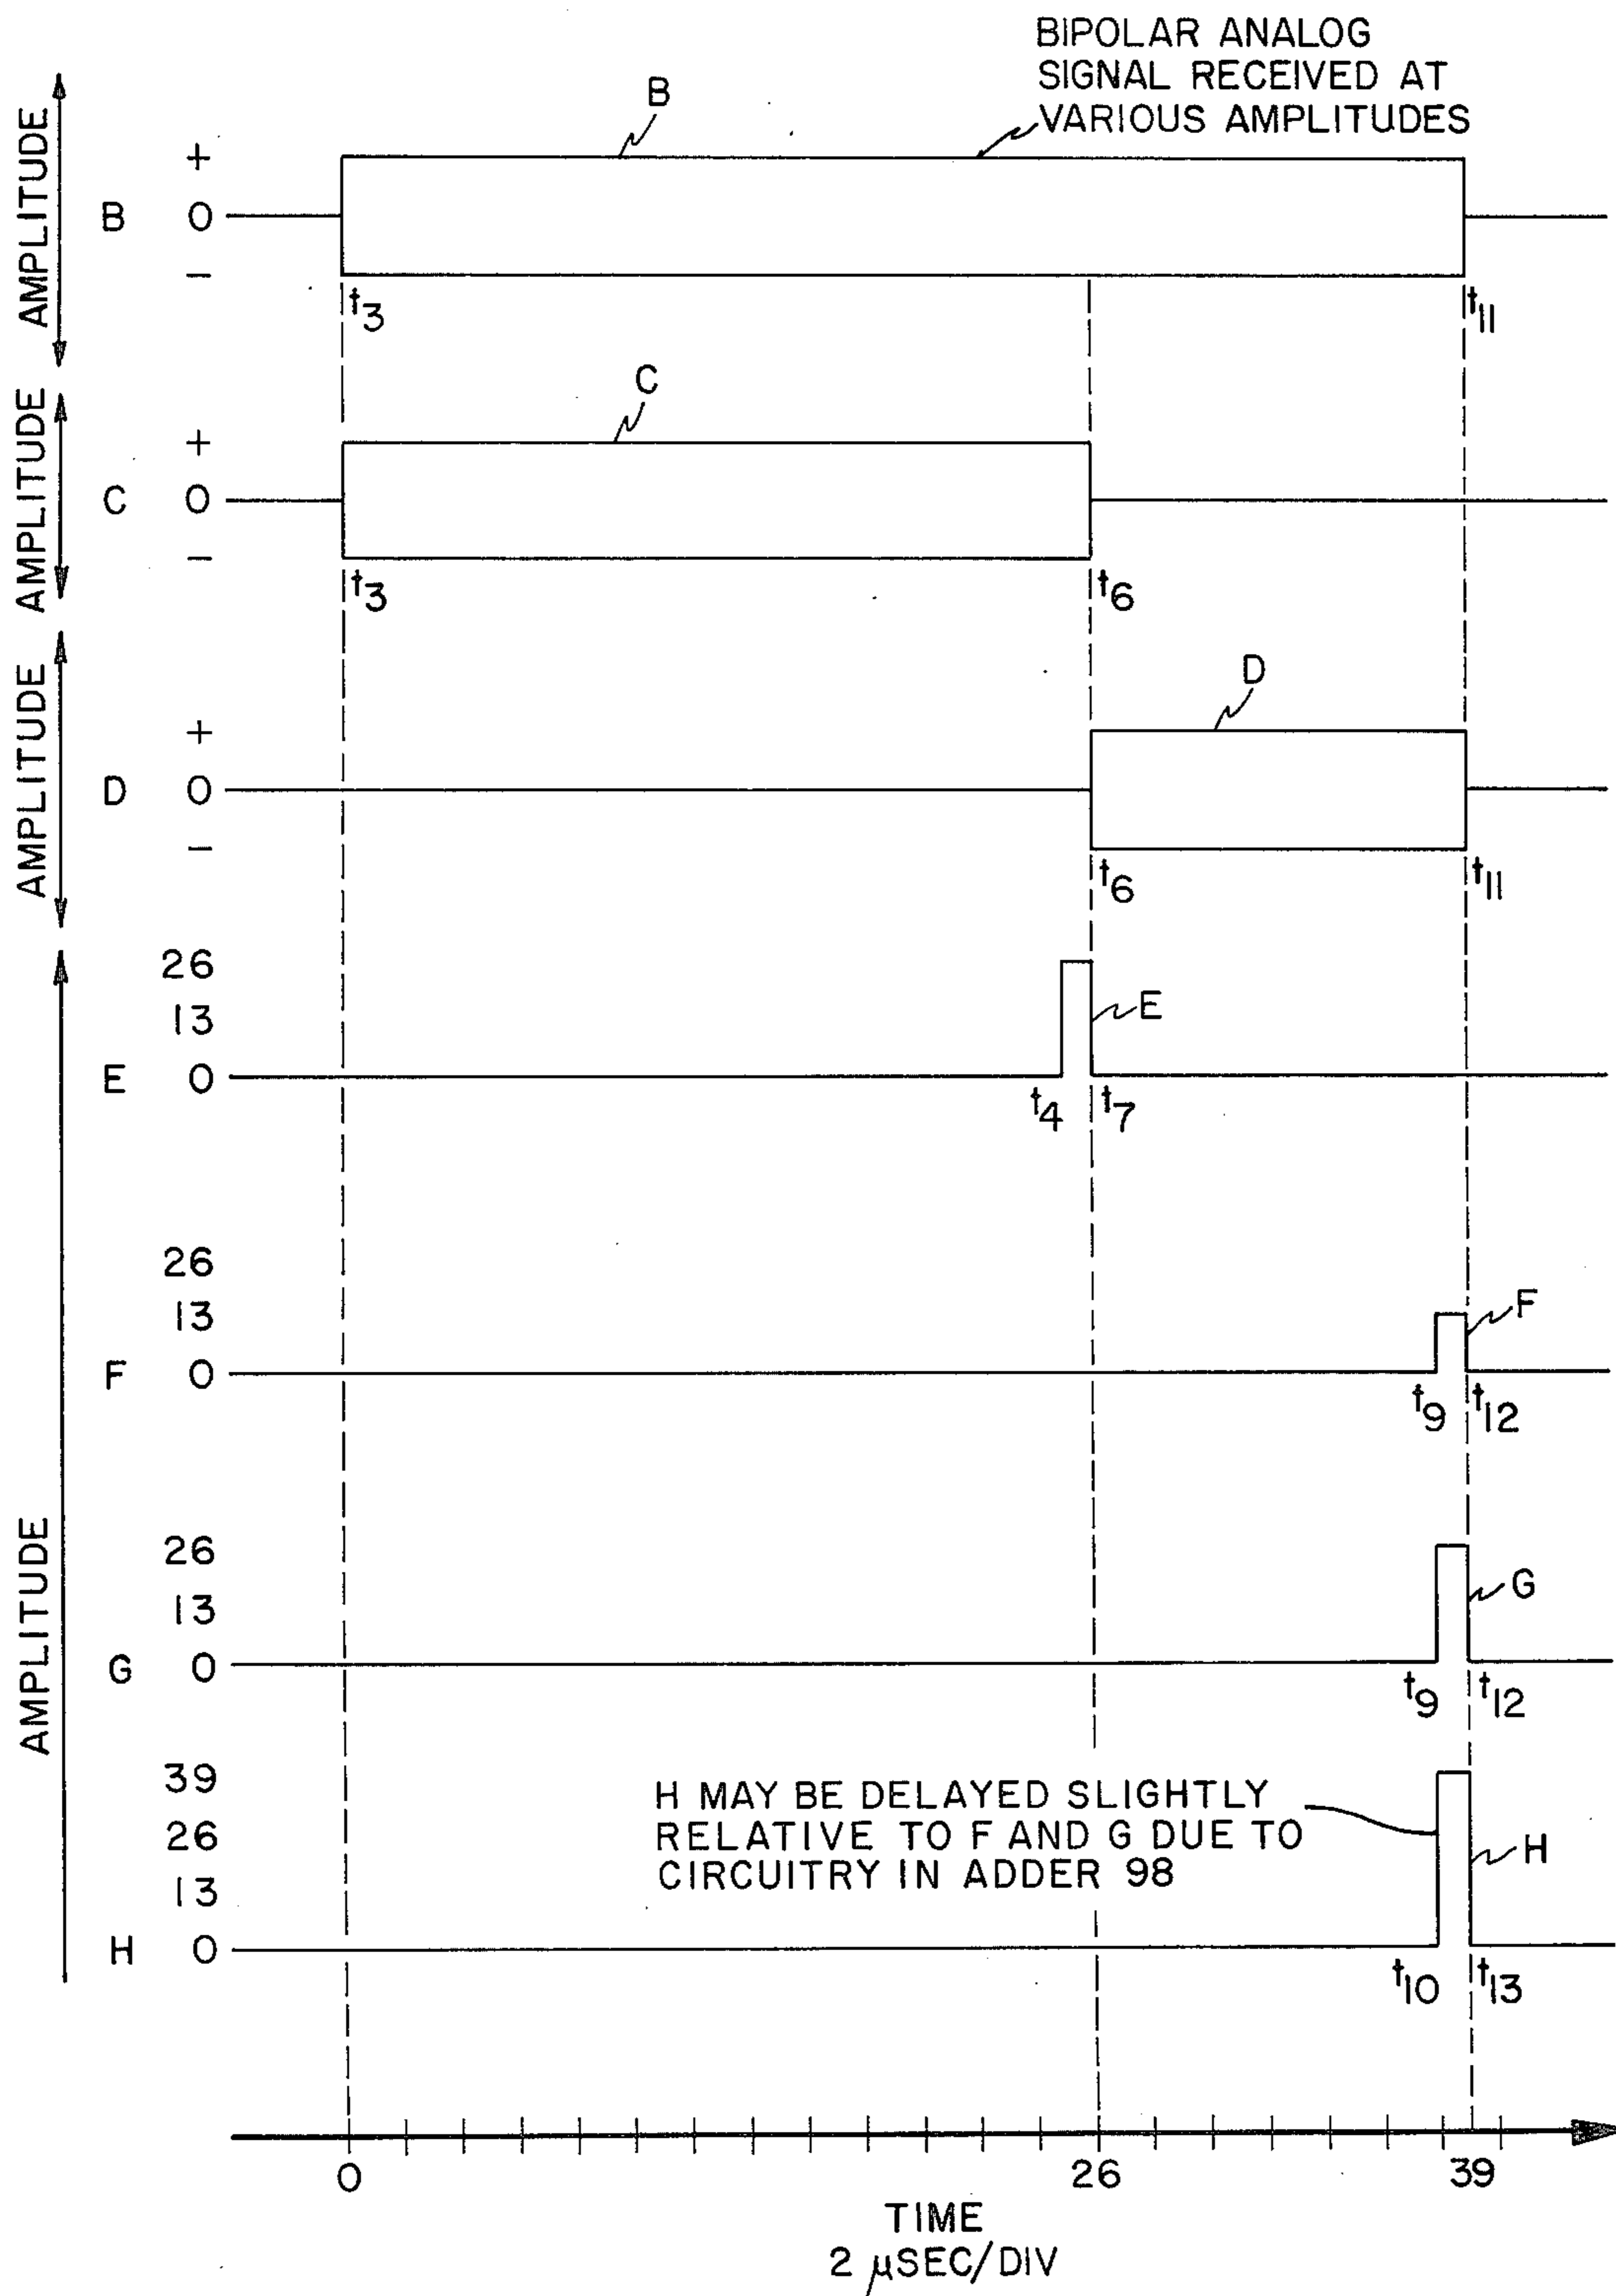 BIPOLAR ANALOG
SIGNAL RECEIVED AT
VARIOUS AMPLITUDES
B
AMPLITUDE
+
B 0
−
t3 t11
C
AMPLITUDE
+
C 0
−
t3 t6
D
AMPLITUDE
+
D 0
−
t6 t11
26
13 E
E 0
t4 t7
26
13 F
F 0
t9 t12
AMPLITUDE
26
13 G
G 0
t9 t12
39
26
13
H MAY BE DELAYED SLIGHTLY
RELATIVE TO F AND G DUE TO
CIRCUITRY IN ADDER 98
H
H 0
t10 t13
0 26 39
TIME
2 µSEC/DIV